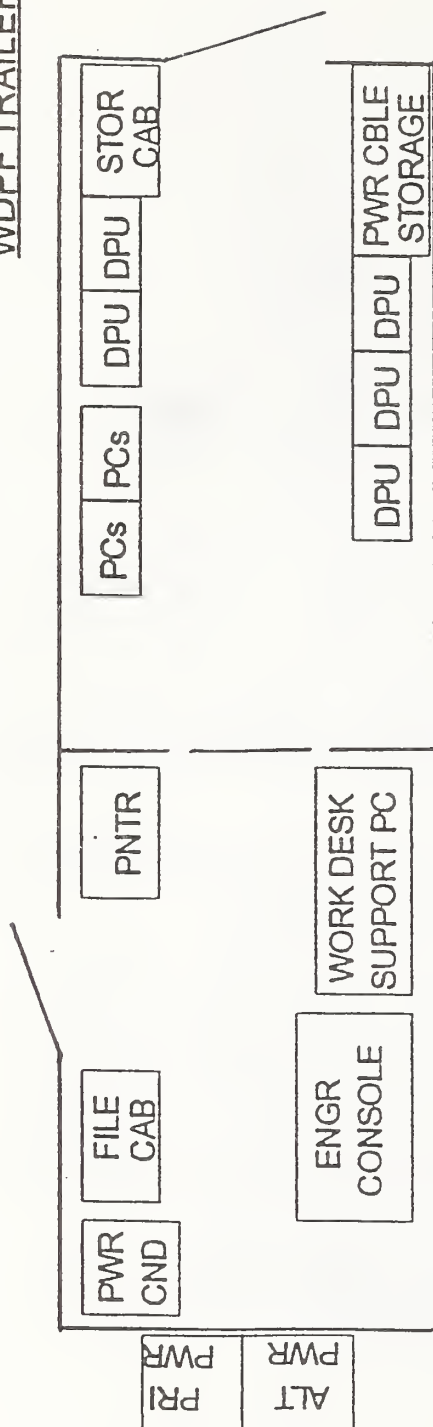 WDPF TRAILER
PRI
PWR
ALT
PWR
PWR
CND
FILE
CAB
PNTR
PCs
PCs
DPU
DPU
STOR
CAB
ENGR
CONSOLE
WORK DESK
SUPPORT PC
DPU
DPU
DPU
PWR CBLE
STORAGE